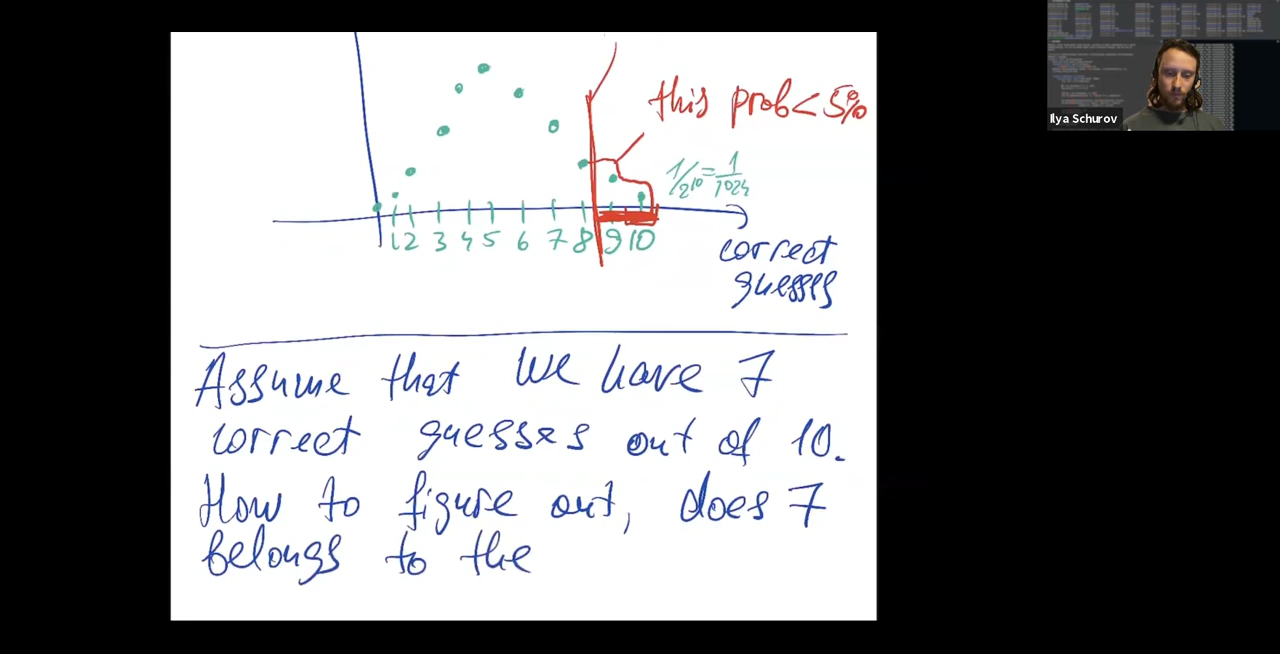 this prob < 5%
1/2^10 = 1/1024
1 2 3 4 5 6 7 8 9 10
correct
guesses
Assume that we have 7
correct guesses out of 10.
How to figure out, does 7
belongs to the
Ilya Schurov